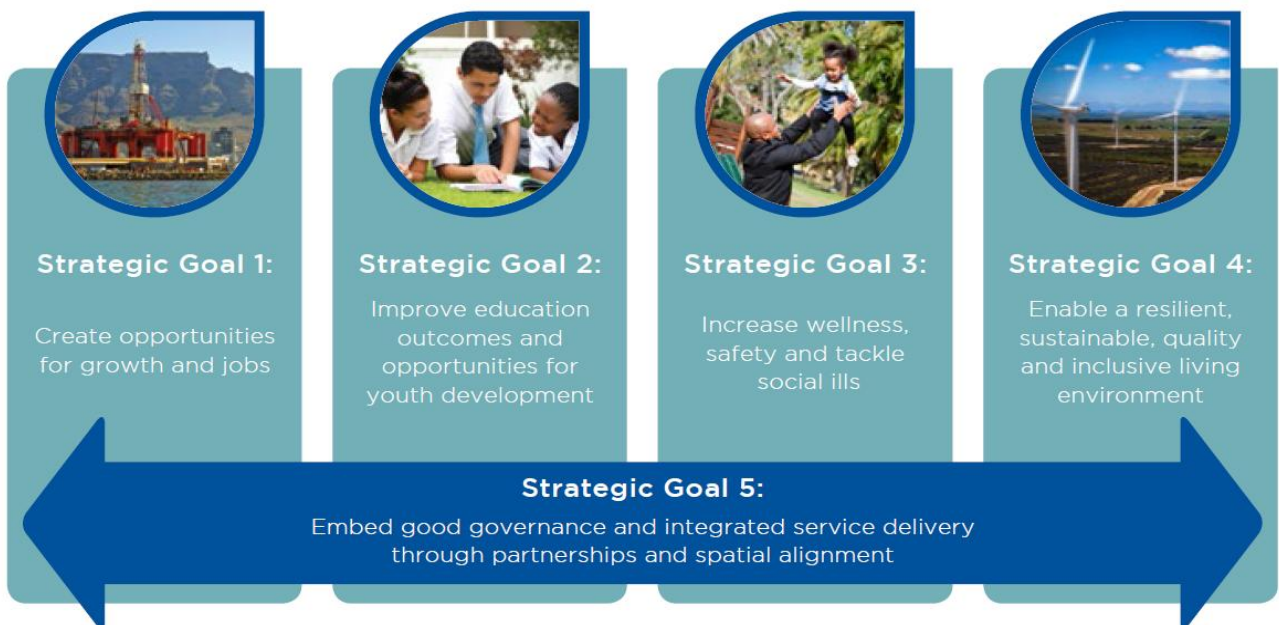 Strategic Goal 1:
Create opportunities
for growth and jobs
Strategic Goal 2:
Improve education
outcomes and
opportunities for
youth development
Strategic Goal 3:
Increase wellness,
safety and tackle
social ills
Strategic Goal 4:
Enable a resilient,
sustainable, quality
and inclusive living
environment
Strategic Goal 5:
Embed good governance and integrated service delivery
through partnerships and spatial alignment